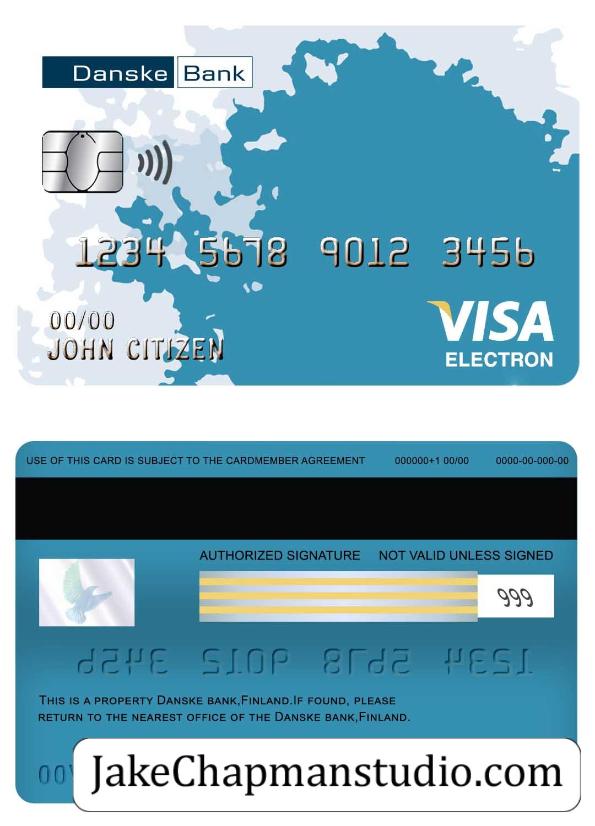 Danske Bank
1234 5678 9012 3456
00/00
JOHN CITIZEN
VISA
ELECTRON
USE OF THIS CARD IS SUBJECT TO THE CARDMEMBER AGREEMENT 000000+1 00/00 0000-00-000-00
AUTHORIZED SIGNATURE NOT VALID UNLESS SIGNED
999
1234 5678 9012 3456
THIS IS A PROPERTY DANSKE BANK,FINLAND.IF FOUND, PLEASE
RETURN TO THE NEAREST OFFICE OF THE DANSKE BANK,FINLAND.
JakeChapmanstudio.com